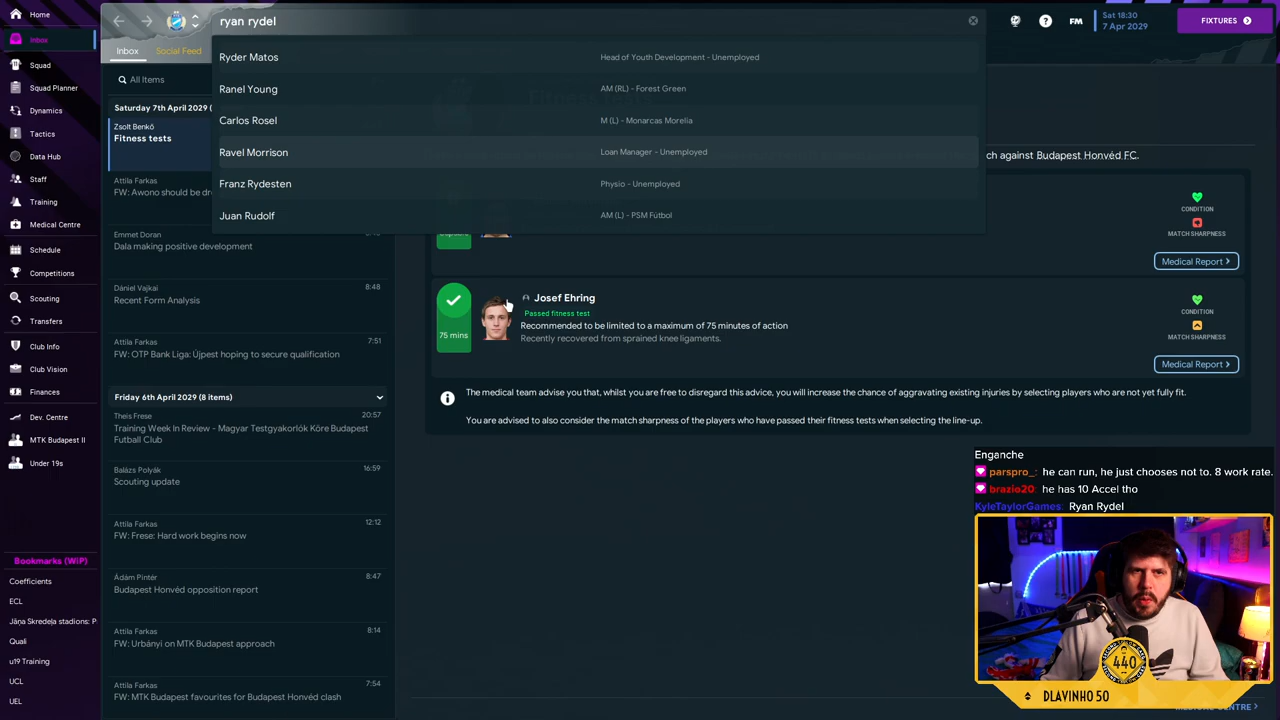 Home
ryan rydel
FM
Sat 18:30
7 Apr 2029
FIXTURES
Inbox
Inbox
Social Feed
Ryder Matos
Head of Youth Development - Unemployed
Squad
All Items
Ranel Young
AM (RL) - Forest Green
Squad Planner
Saturday 7th April 2029 (
Carlos Rosel
M (L) - Monarcas Morelia
Dynamics
Zsolt Benkő
Fitness tests
Tactics
Ravel Morrison
Loan Manager - Unemployed
ch against Budapest Honvéd FC.
Data Hub
Attila Farkas
FW: Awono should be dr
Franz Rydesten
Physio - Unemployed
Staff
CONDITION
Training
Juan Rudolf
AM (L) - PSM Fútbol
MATCH SHARPNESS
Medical Centre
Emmet Doran
Dala making positive development
Medical Report
Schedule
Competitions
Dániel Vajkai
8:48
Recent Form Analysis
Josef Ehring
Passed fitness test
Recommended to be limited to a maximum of 75 minutes of action
Recently recovered from sprained knee ligaments.
75 mins
CONDITION
MATCH SHARPNESS
Medical Report
Scouting
Transfers
Attila Farkas
7:51
FW: OTP Bank Liga: Újpest hoping to secure qualification
Club Info
Club Vision
Finances
Friday 6th April 2029 (8 items)
The medical team advise you that, whilst you are free to disregard this advice, you will increase the chance of aggravating existing injuries by selecting players who are not yet fully fit.
You are advised to also consider the match sharpness of the players who have passed their fitness tests when selecting the line-up.
Dev. Centre
Theis Frese
20:57
Training Week In Review - Magyar Testgyakorlók Köre Budapest
Futball Club
MTK Budapest II
Under 19s
Balázs Polyák
16:59
Scouting update
Enganche
parspro_: he can run, he just chooses not to. 8 work rate.
brazio20: he has 10 Accel tho
KyleTaylorGames: Ryan Rydel
Attila Farkas
12:12
FW: Frese: Hard work begins now
Bookmarks (WiP)
Coefficients
ECL
Jāņa Skredeļa stadions: P
Quali
u19 Training
UCL
UEL
Ádám Pintér
8:47
Budapest Honvéd opposition report
Attila Farkas
8:14
FW: Urbányi on MTK Budapest approach
Attila Farkas
7:54
FW: MTK Budapest favourites for Budapest Honvéd clash
440
DLAVINHO 50